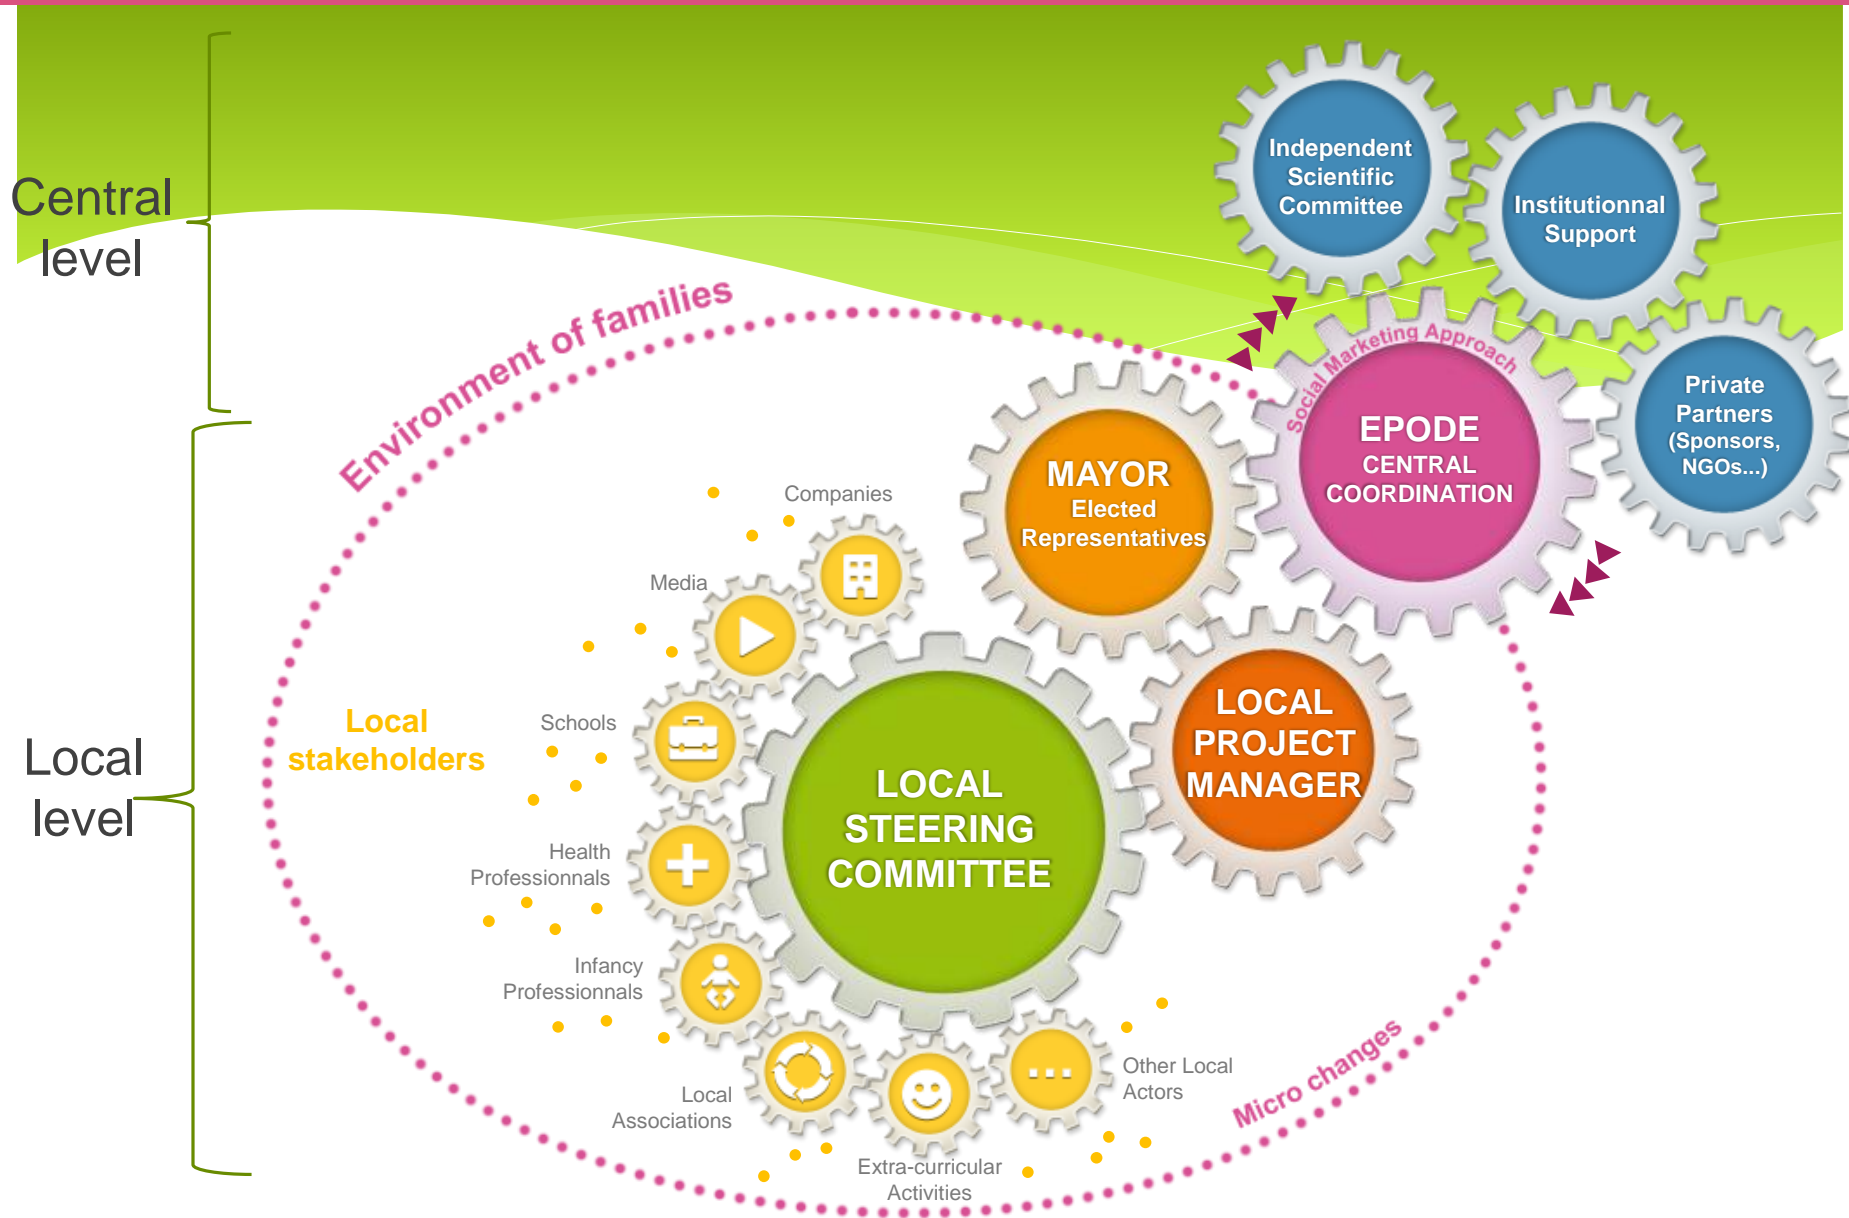 Central
level
Independent
Scientific
Committee
Institutionnal
Support
Environment of families
Social Marketing Approach
Private
Partners
(Sponsors,
NGOs...)
EPODE
CENTRAL
COORDINATION
MAYOR
Elected
Representatives
Companies
Media
Local
stakeholders
Schools
LOCAL
PROJECT
MANAGER
Local
level
LOCAL
STEERING
COMMITTEE
Health
Professionnals
Infancy
Professionnals
Local
Associations
Extra-curricular
Activities
Other Local
Actors
Micro changes